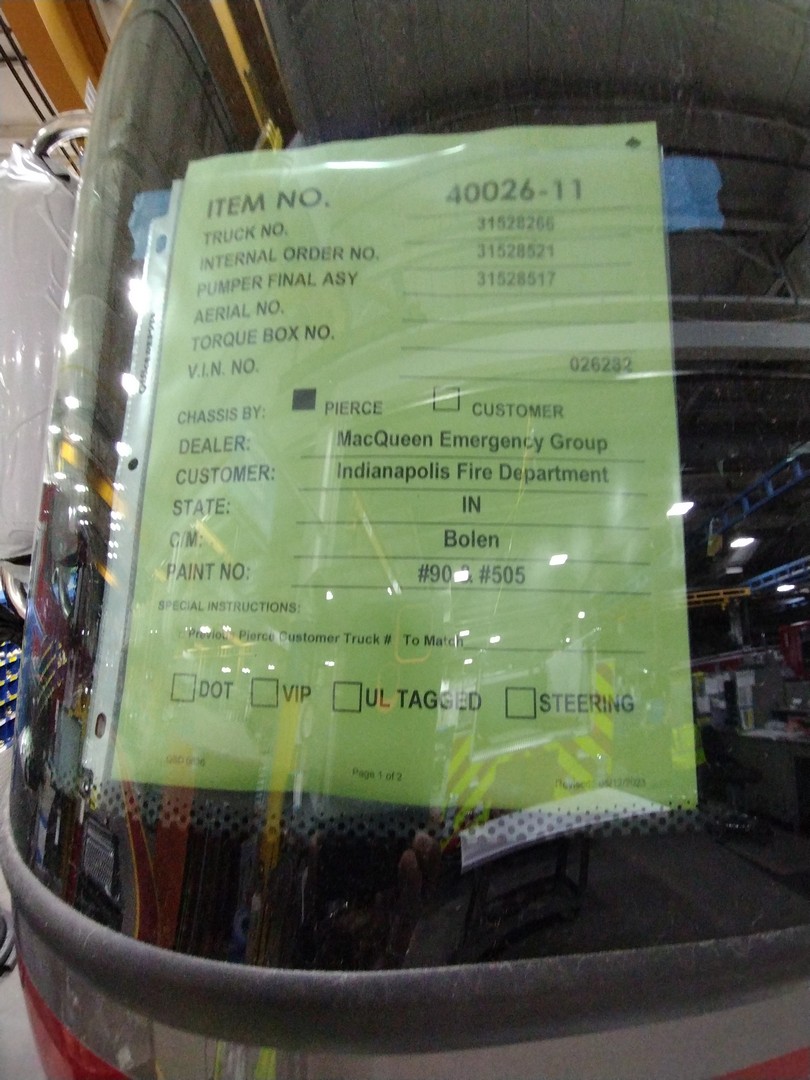 ITEM NO. 40026-11
TRUCK NO. 31528266
INTERNAL ORDER NO. 31528521
PUMPER FINAL ASY 31528517
AERIAL NO.
TORQUE BOX NO.
V.I.N. NO. 026282
CHASSIS BY: PIERCE CUSTOMER
DEALER: MacQueen Emergency Group
CUSTOMER: Indianapolis Fire Department
STATE: IN
C/M: Bolen
PAINT NO: #90 & #505
SPECIAL INSTRUCTIONS:
Previous Pierce Customer Truck # To Match
DOT VIP UL TAGGED STEERING
Page 1 of 2